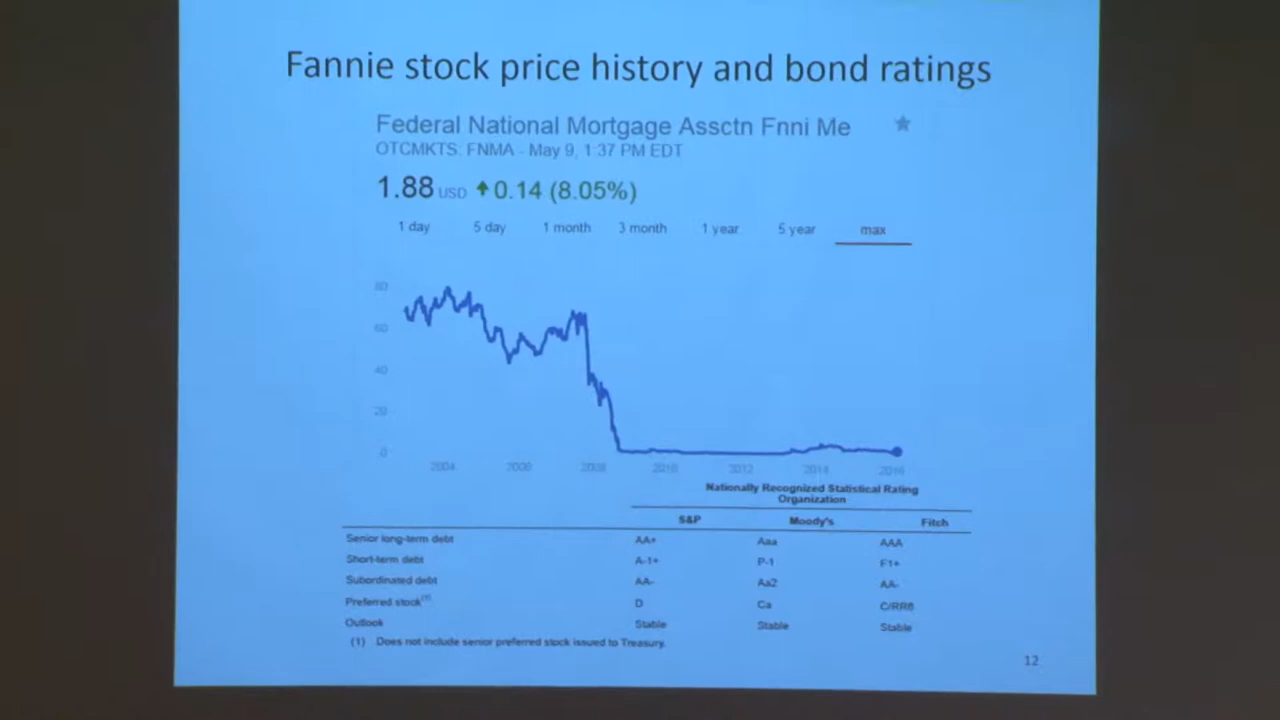 Fannie stock price history and bond ratings
Federal National Mortgage Assctn Fnni Me
OTCMKTS: FNMA - May 9, 1:37 PM EDT
1.88 USD 0.14 (8.05%)
1 day 5 day 1 month 3 month 1 year 5 year max
80
60
40
20
0
2004 2006 2008 2010 2012 2014 2016
Nationally Recognized Statistical Rating
Organization
S&P Moody's Fitch
Senior long-term debt AA+ Aaa AAA
Short-term debt A-1+ P-1 F1+
Subordinated debt AA- Aa2 AA-
Preferred stock(1) D Ca C/RR6
Outlook Stable Stable Stable
(1) Does not include senior preferred stock issued to Treasury.
12